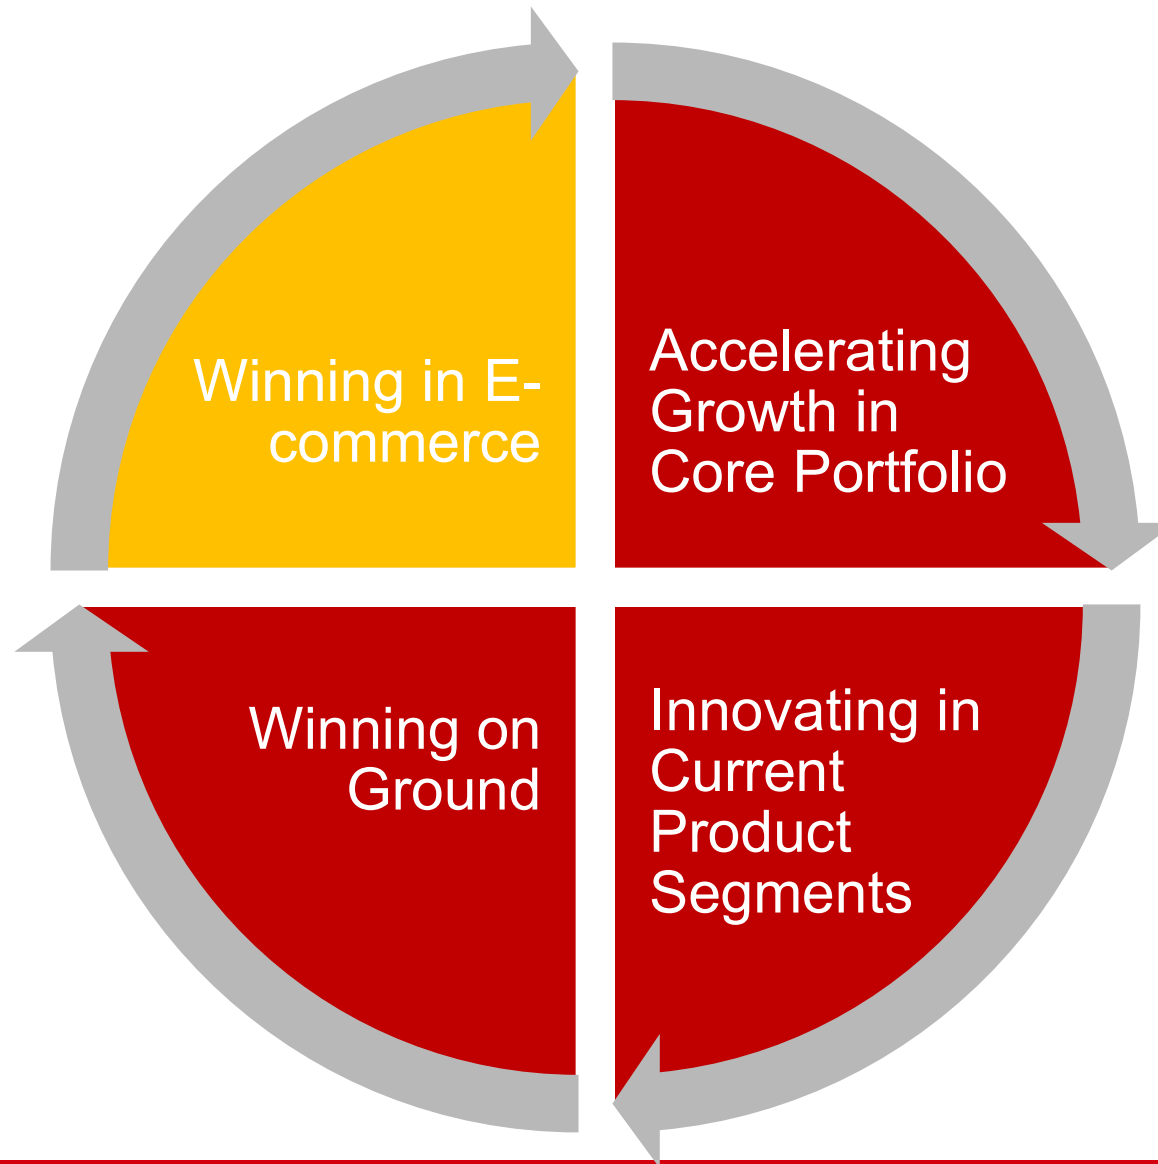 Winning in E-
commerce
Accelerating
Growth in
Core Portfolio
Winning on
Ground
Innovating in
Current
Product
Segments